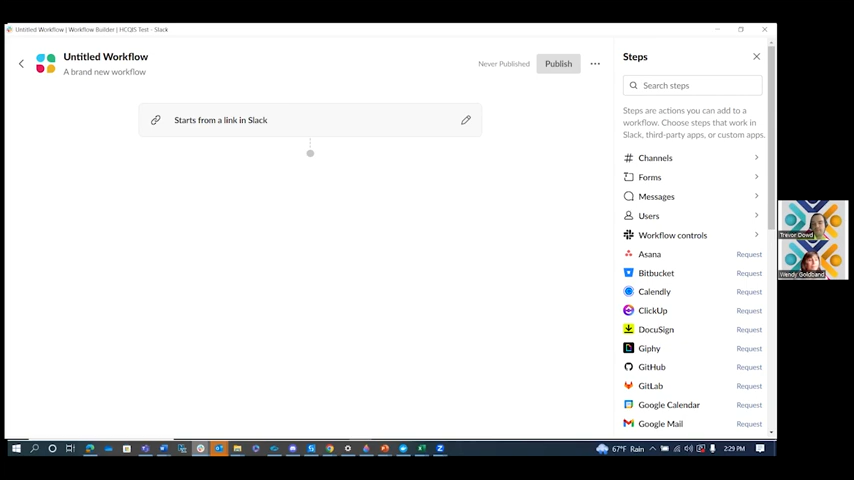 Untitled Workflow | Workflow Builder | HCQIS Test - Slack
Untitled Workflow
A brand new workflow
Never Published
Publish
Starts from a link in Slack
Steps
Search steps
Steps are actions you can add to a
workflow. Choose steps that work in
Slack, third-party apps, or custom apps.
Channels
Forms
Messages
Users
Workflow controls
Asana Request
Bitbucket Request
Calendly Request
ClickUp Request
DocuSign Request
Giphy Request
GitHub Request
GitLab Request
Google Calendar Request
Google Mail Request
Trevor Dowd
Wendy Goldband
67°F Rain
2:29 PM